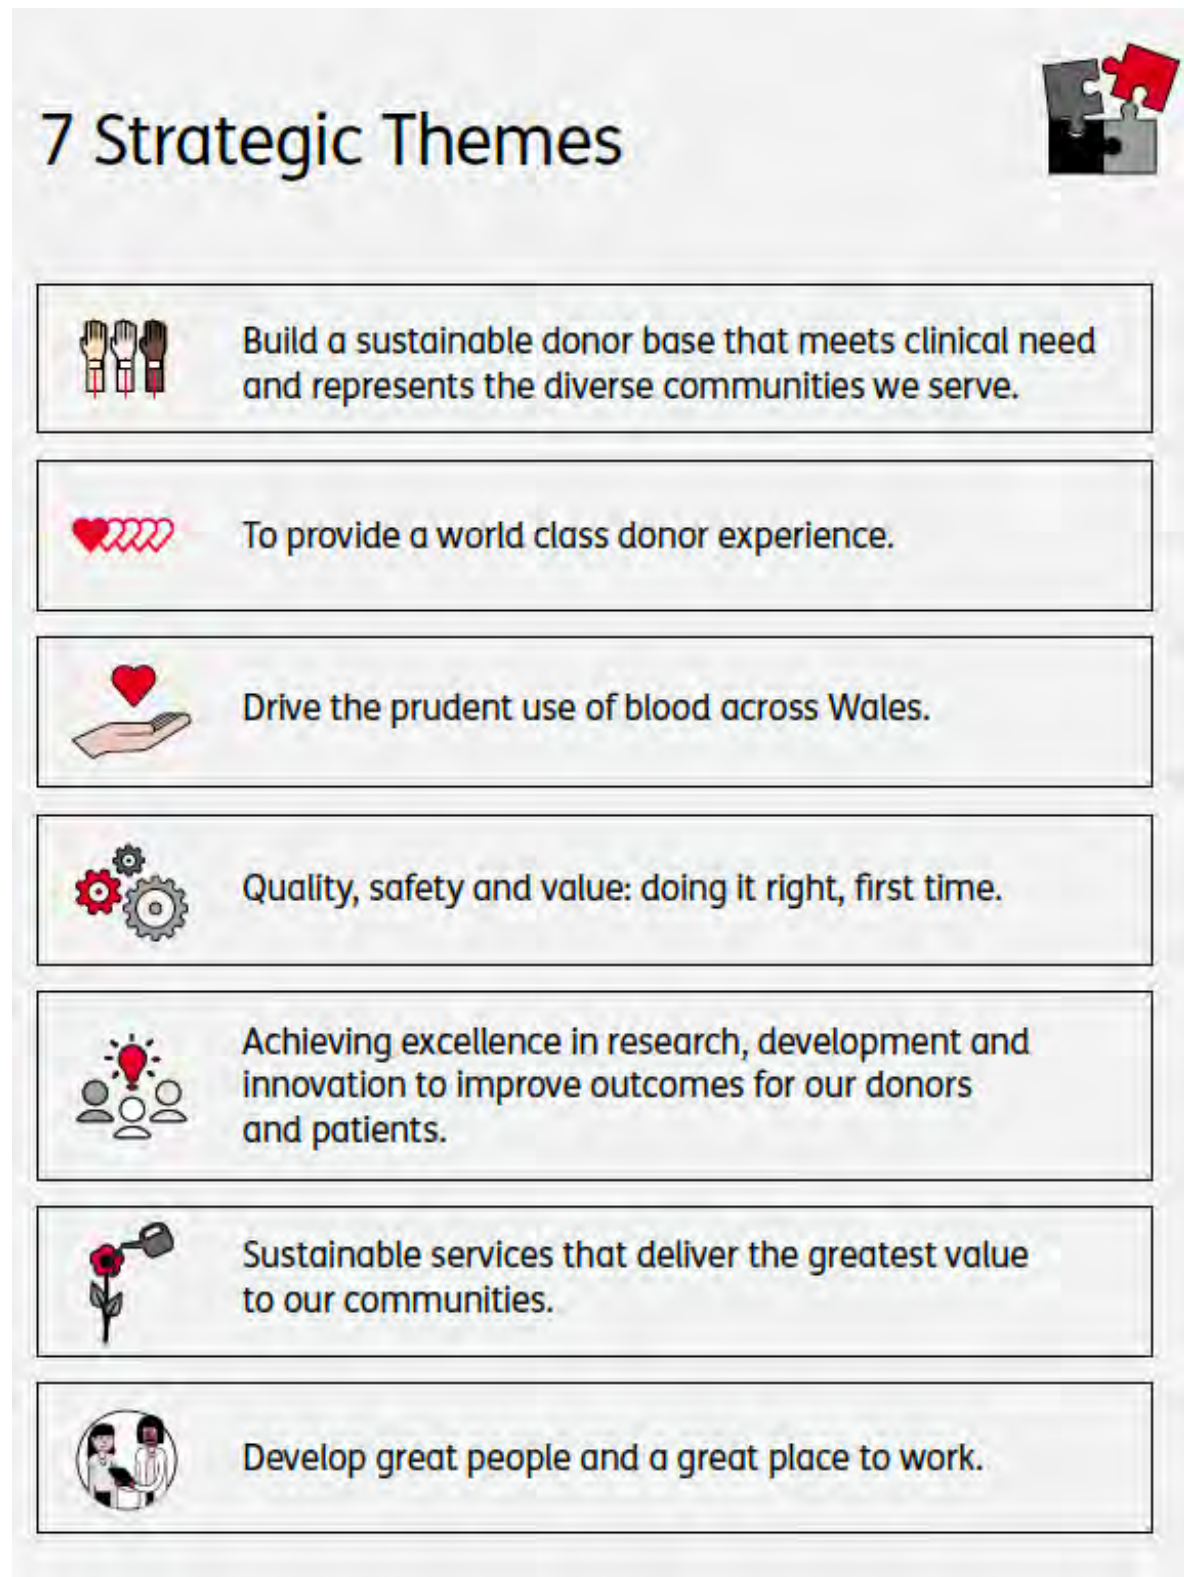 7 Strategic Themes
Build a sustainable donor base that meets clinical need
and represents the diverse communities we serve.
To provide a world class donor experience.
Drive the prudent use of blood across Wales.
Quality, safety and value: doing it right, first time.
Achieving excellence in research, development and
innovation to improve outcomes for our donors
and patients.
Sustainable services that deliver the greatest value
to our communities.
Develop great people and a great place to work.